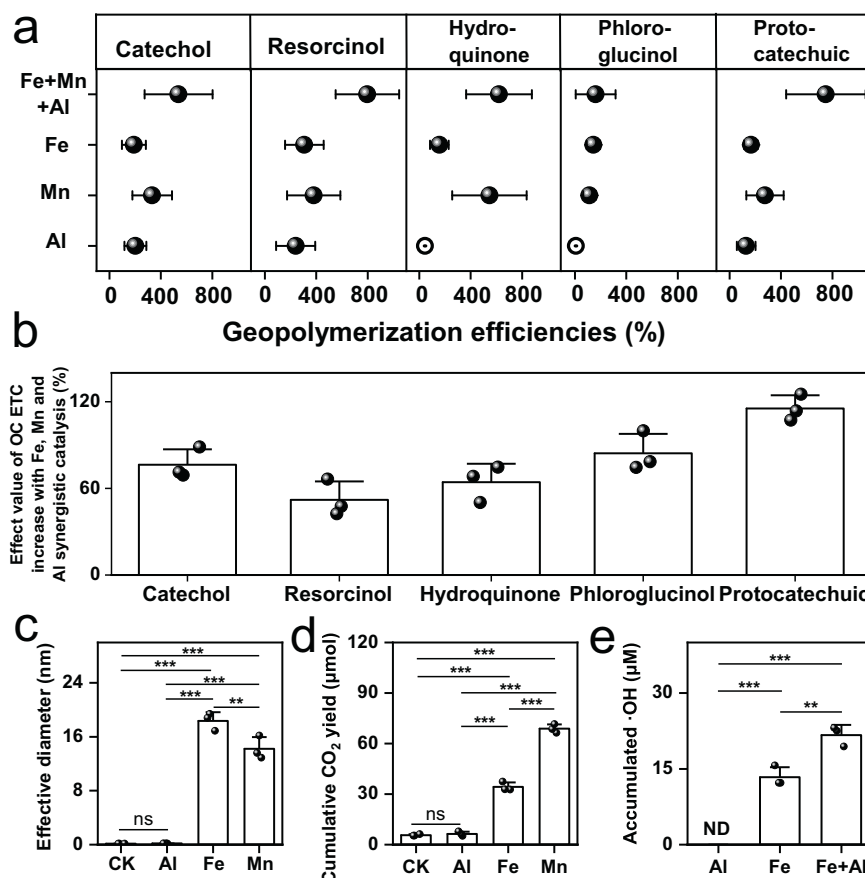 a
Catechol
Resorcinol
Hydro-
quinone
Phloro-
glucinol
Proto-
catechuic
Fe+Mn
+Al
Fe
Mn
Al
0 400 800
0 400 800
0 400 800
0 400 800
0 400 800
Geopolymerization efficiencies (%)
b
Effect value of OC ETC
increase with Fe, Mn and
Al synergistic catalysis (%)
120
60
0
Catechol
Resorcinol
Hydroquinone
Phloroglucinol
Protocatechuic
c
Effective diameter (nm)
24
16
8
0
***
***
***
***
**
ns
CK Al Fe Mn
d
Cumulative CO₂ yield (μmol)
120
90
60
30
0
***
***
***
***
***
ns
CK Al Fe Mn
e
Accumulated ·OH (μM)
30
15
0
***
***
**
ND
Al Fe Fe+Al